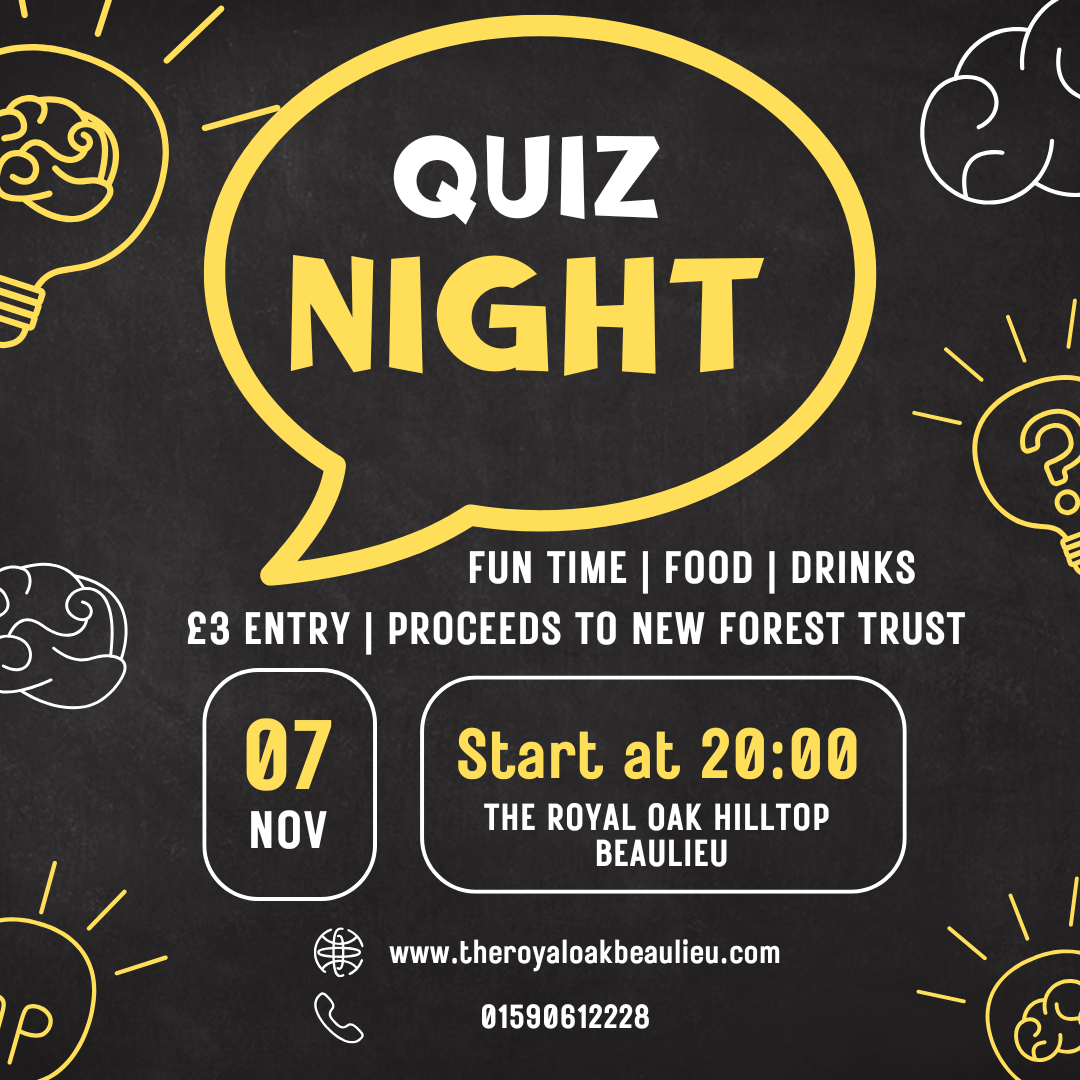 QUIZ
NIGHT
FUN TIME | FOOD | DRINKS
£3 ENTRY | PROCEEDS TO NEW FOREST TRUST
07
NOV
Start at 20:00
THE ROYAL OAK HILLTOP
BEAULIEU
www.theroyaloakbeaulieu.com
01590612228